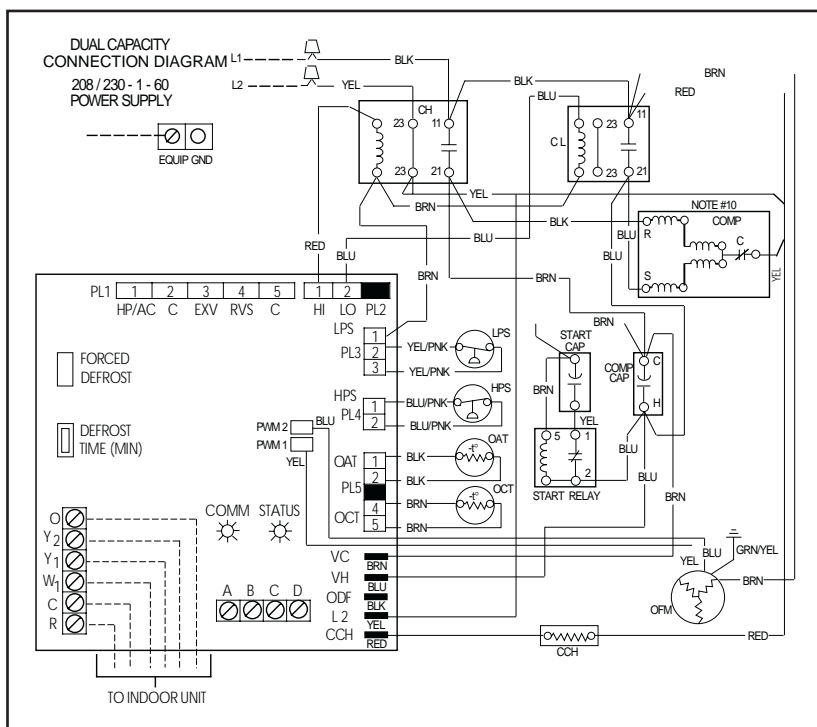 DUAL CAPACITY
CONNECTION DIAGRAM
208 / 230 - 1 - 60
POWER SUPPLY
L1
L2
BLK
YEL
EQUIP GND
CH
23 11
23 21
BLK
BLU
CL
23 11
23 21
BRN
RED
YEL
BRN
BLK
BLU
BLU
NOTE #10
COMP
R
C
S
YEL
RED
BLU
BRN
BRN
PL1 1 2 3 4 5
HP/AC C EXV RVS C
1 2
HI LO PL2
LPS
PL3
1
2
3
YEL/PNK
YEL/PNK
LPS
HPS
PL4
1
2
BLU/PNK
BLU/PNK
HPS
FORCED
DEFROST
DEFROST
TIME (MIN)
PWM 2
PWM 1
BLU
YEL
OAT
PL5
OCT
1
2
4
5
BLK
BLK
BRN
BRN
OAT
-t°
OCT
-t°
BRN
START
CAP
BRN
YEL
5 1
2
START RELAY
BRN
COMP
CAP
C
H
BLU
BLU
BLU
BRN
COMM STATUS
O
Y2
Y1
W1
C
R
A B C D
VC
BRN
VH
BLU
ODF
BLK
L 2
YEL
CCH
RED
CCH
RED
YEL
BLU
GRN/YEL
BRN
OFM
TO INDOOR UNIT